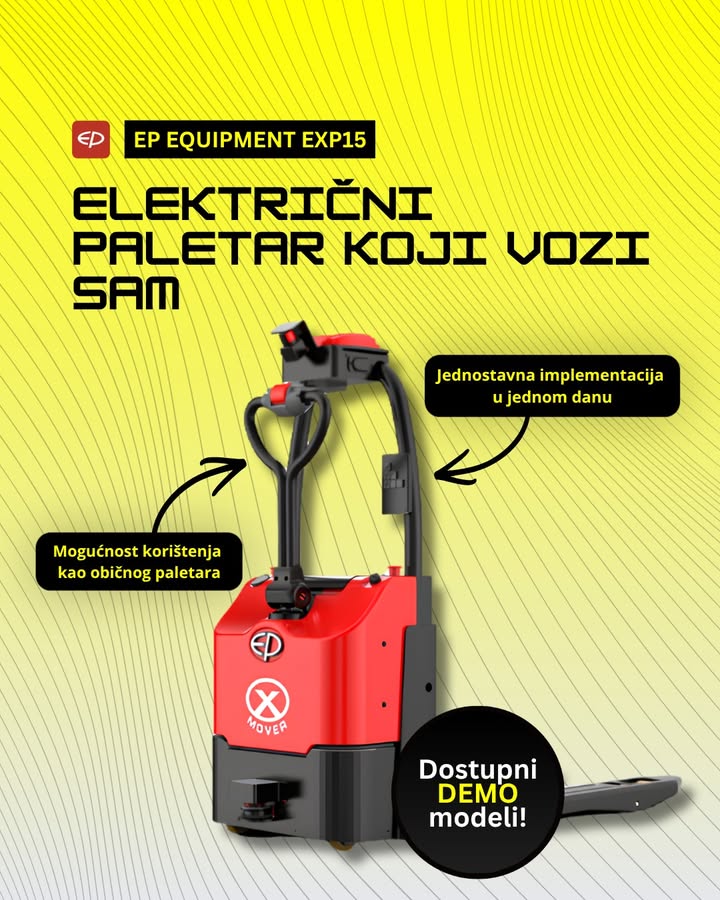 EP EP EQUIPMENT EXP15
ELEKTRIČNI
PALETAR KOJI VOZI
SAM
Jednostavna implementacija
u jednom danu
Mogućnost korištenja
kao običnog paletara
EP
X
MOVER
Dostupni
DEMO
modeli!